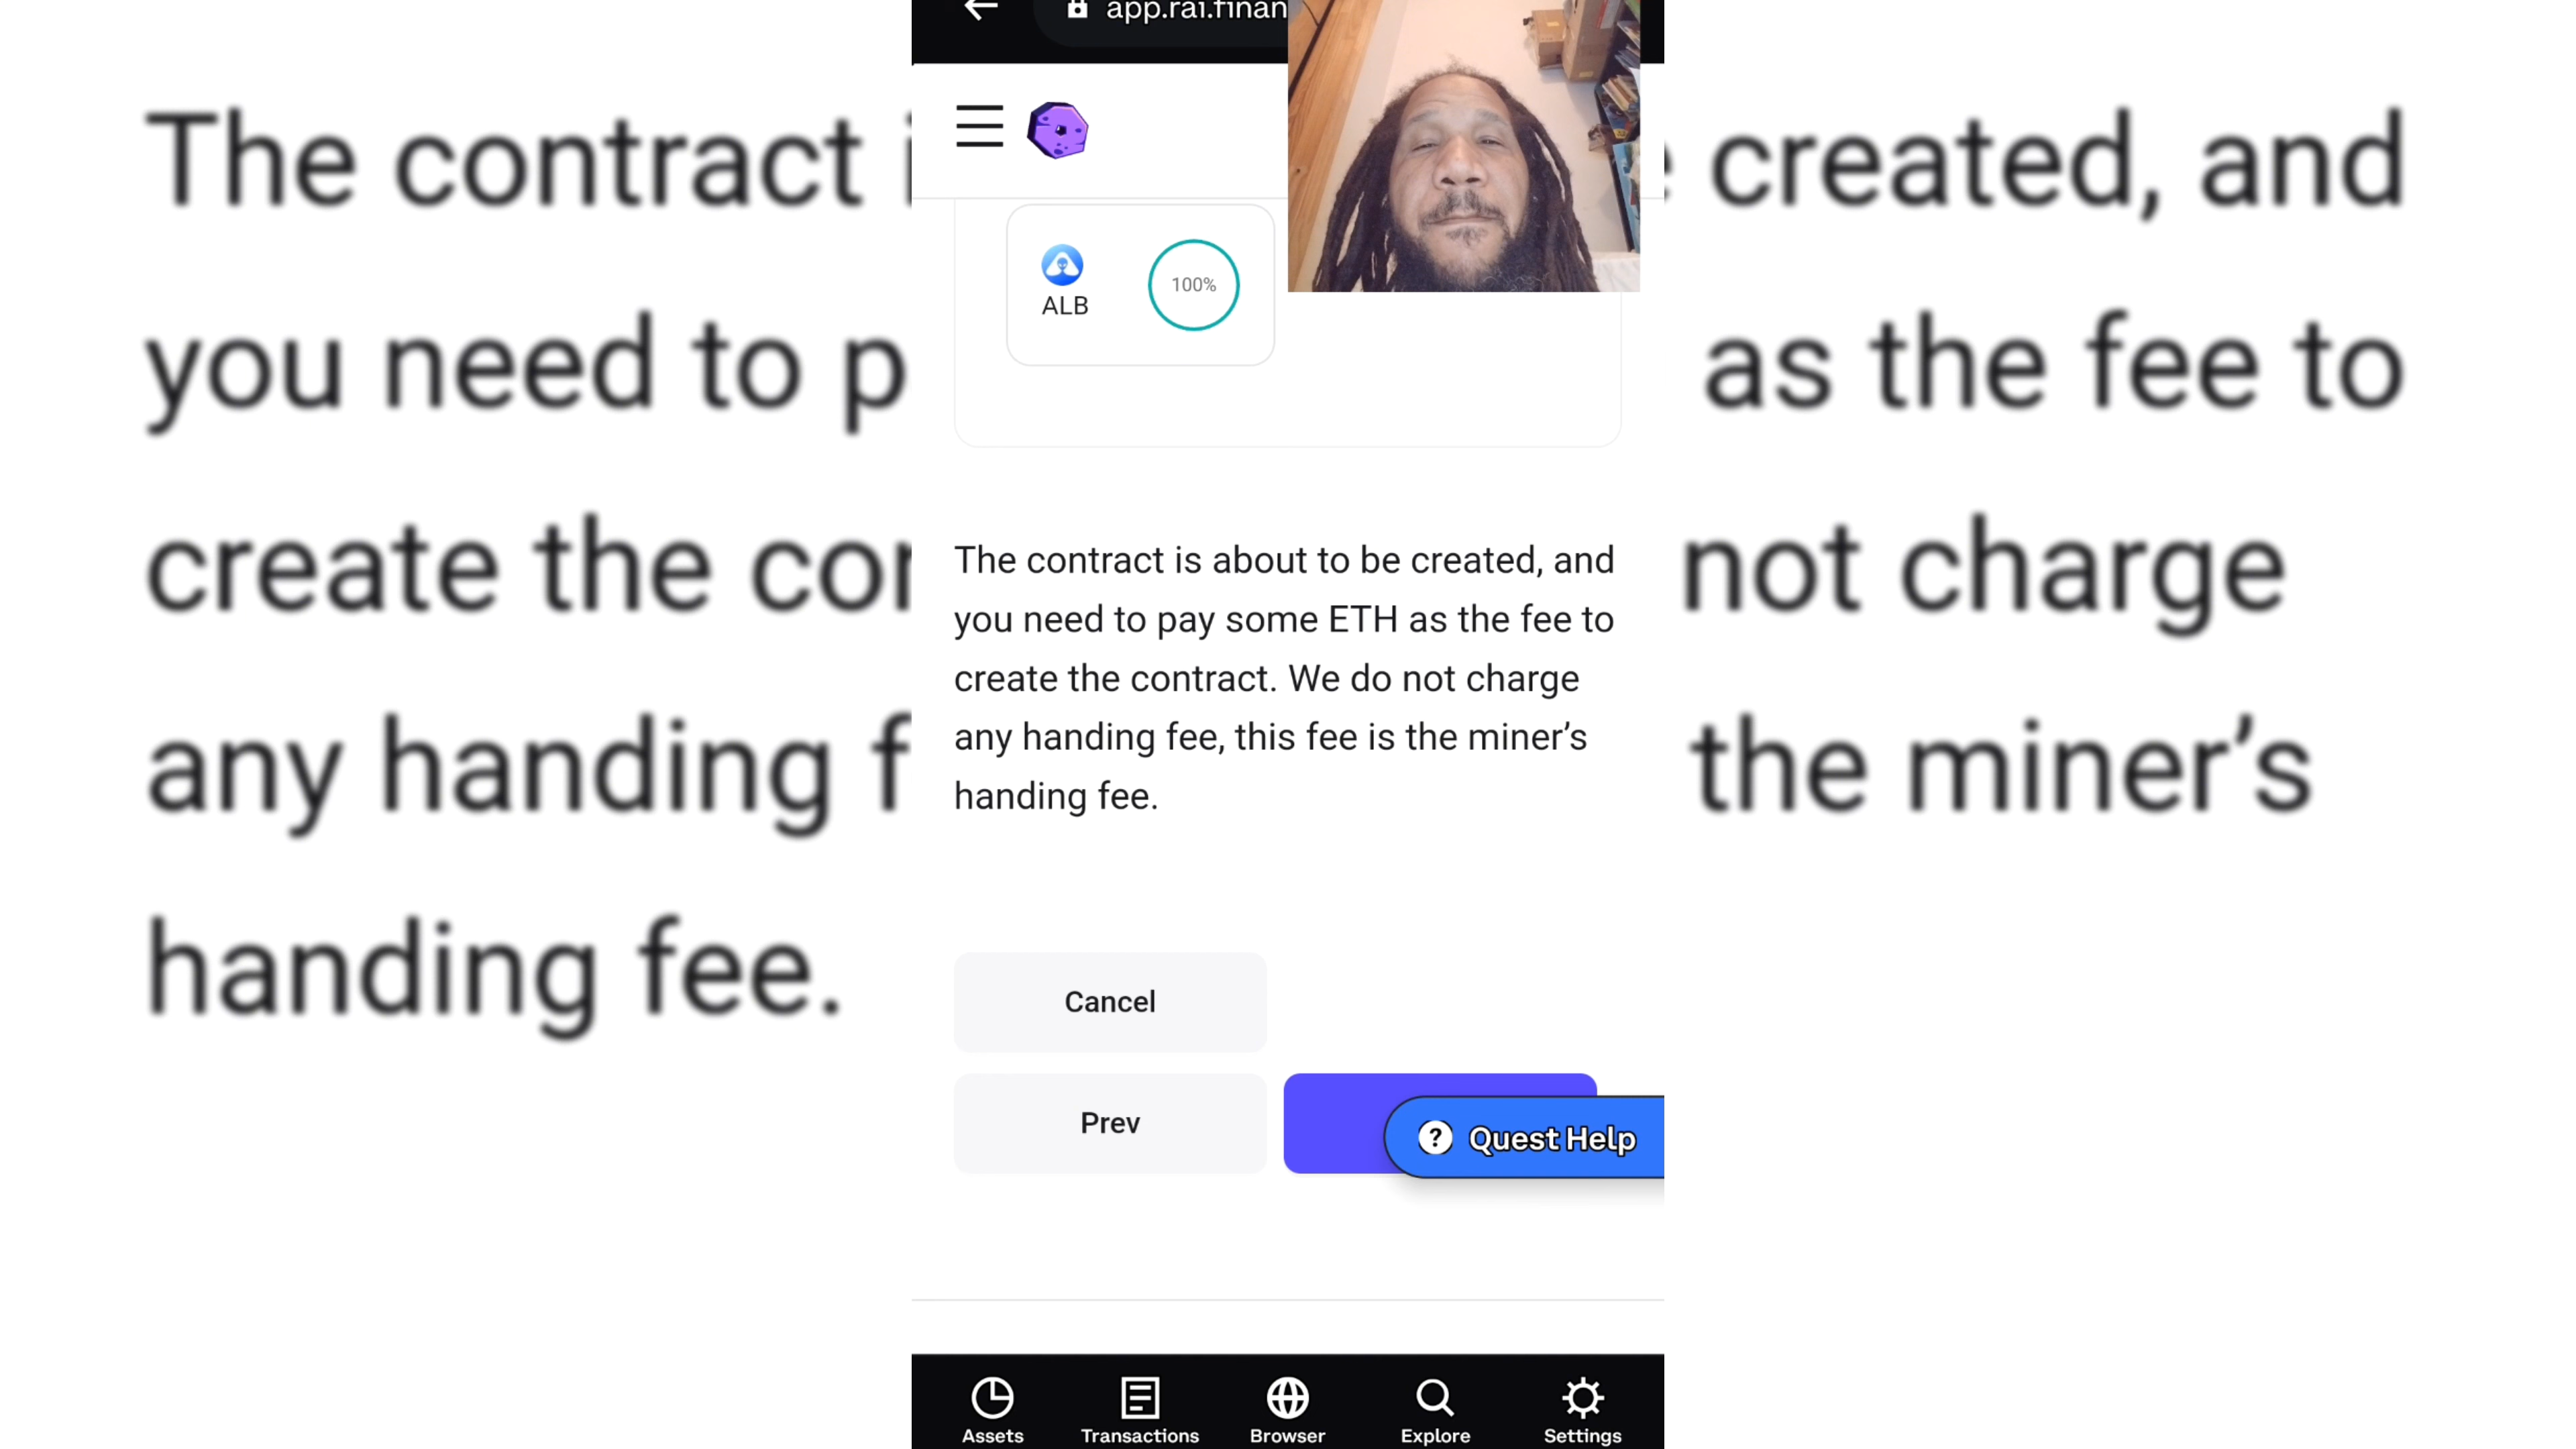 app.rai.finan
ALB
100%
The contract is about to be created, and
you need to pay some ETH as the fee to
create the contract. We do not charge
any handing fee, this fee is the miner's
handing fee.
Cancel
Prev
Quest Help
Assets
Transactions
Browser
Explore
Settings
The contract
created, and
you need to p
as the fee to
create the cor
not charge
any handing f
the miner's
handing fee.